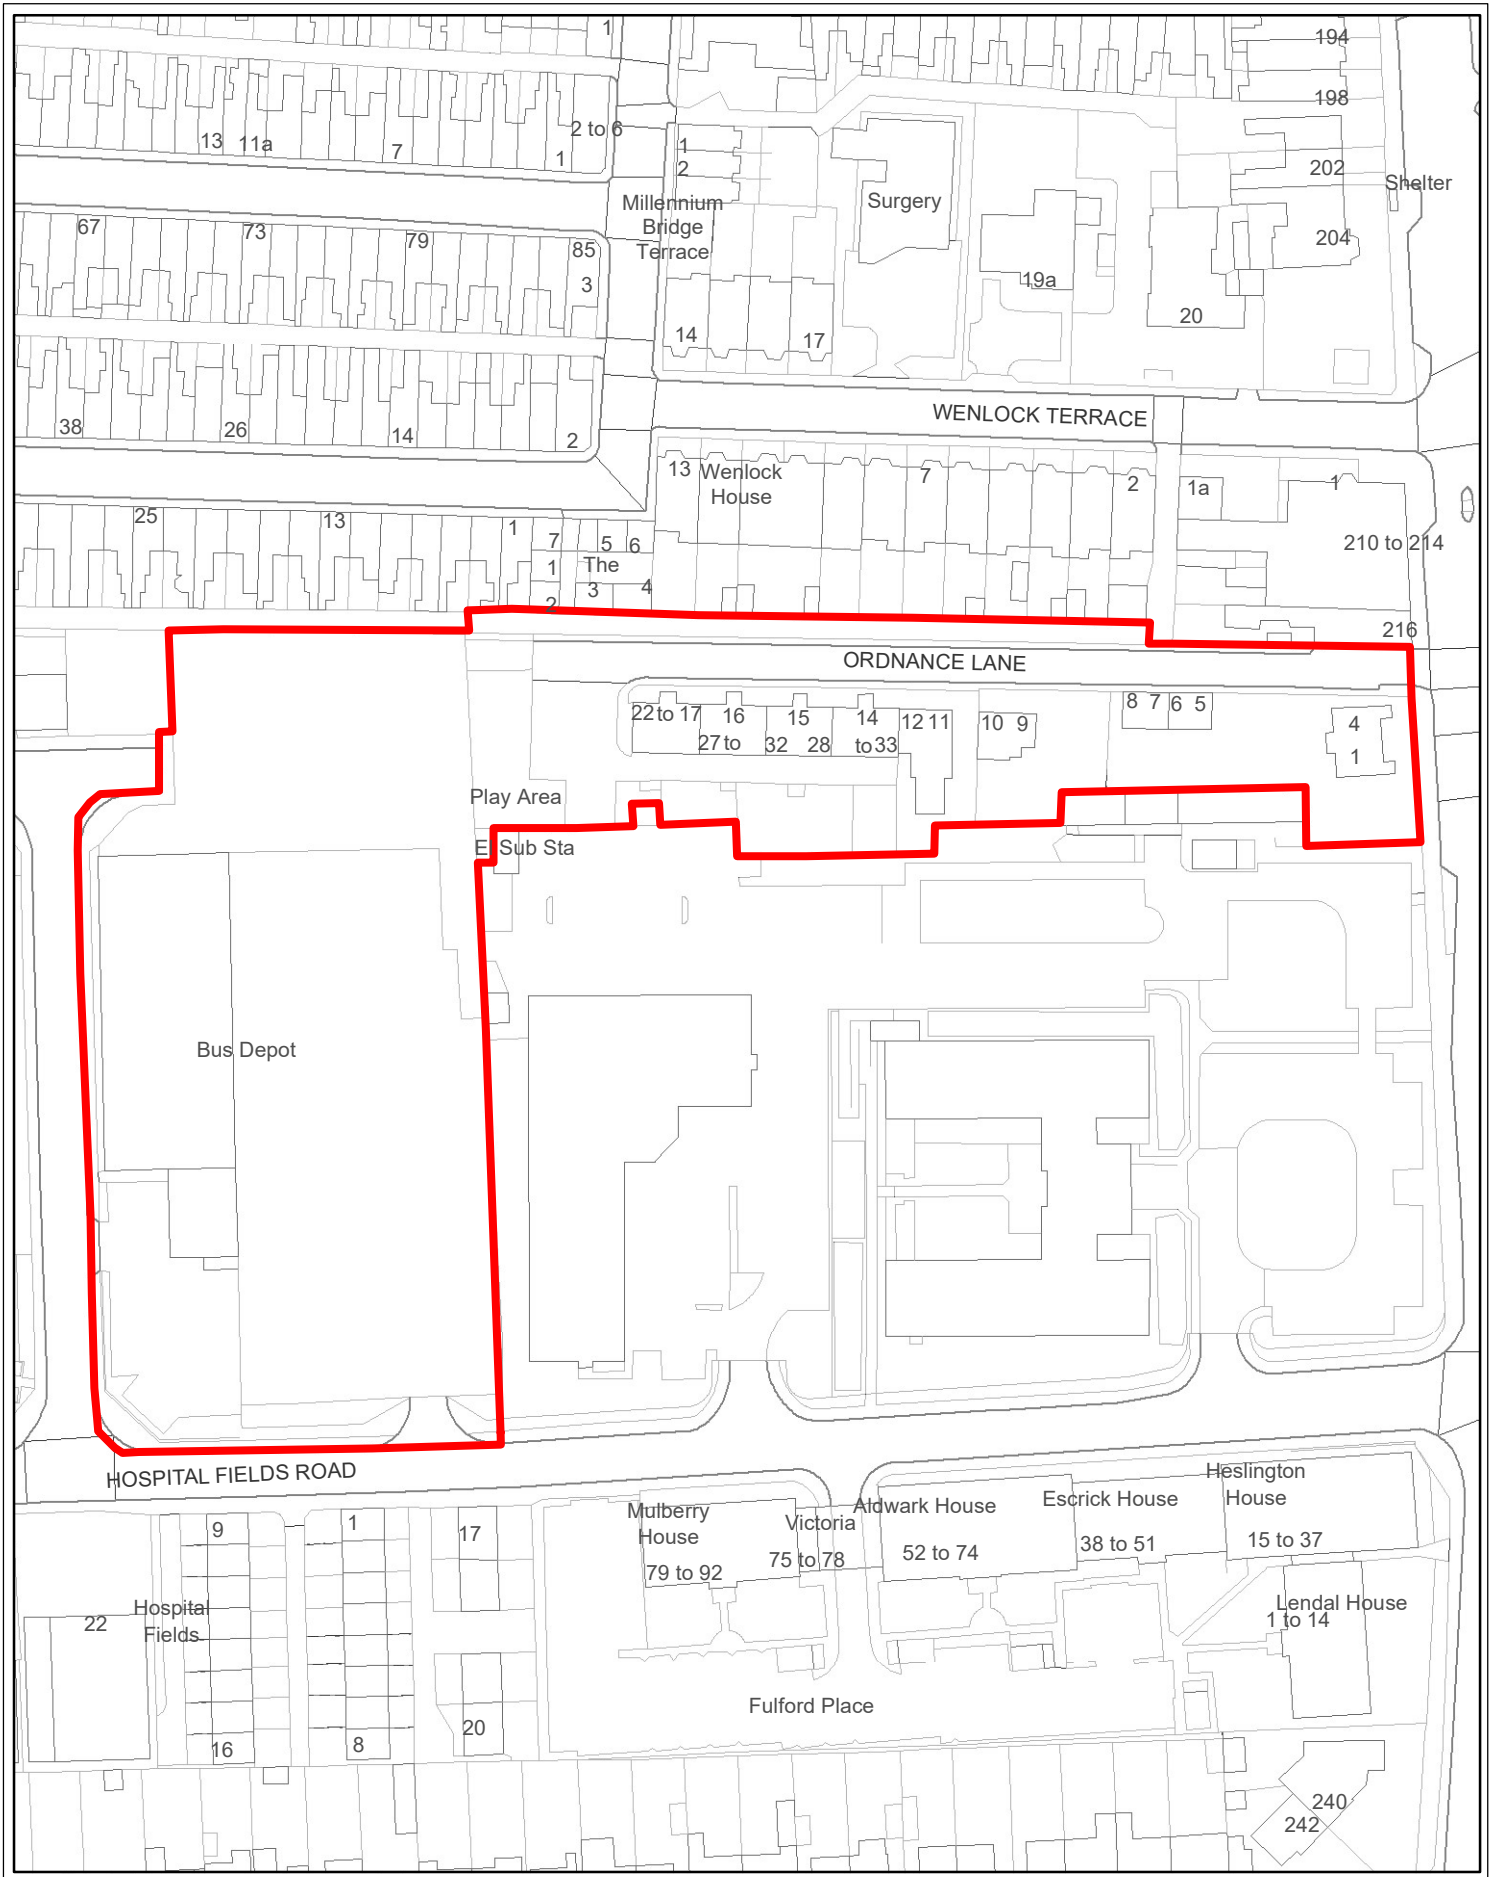 1
194
198
13
11a
7
1
2 to 6
1
2
Millennium
Bridge
Terrace
Surgery
202
Shelter
204
19a
20
67
73
79
85
3
14
17
38
26
14
2
WENLOCK TERRACE
13
Wenlock
House
7
2
1a
1
210 to 214
25
13
1
7
5
6
1
The
3
4
2
216
ORDNANCE LANE
22 to 17
16
15
14
12
11
10
9
8
7
6
5
4
1
27 to
32
28
to 33
Play Area
El Sub Sta
Bus Depot
HOSPITAL FIELDS ROAD
Heslington
House
Mulberry
House
Victoria
Aldwark House
Escrick House
79 to 92
75 to 78
52 to 74
38 to 51
15 to 37
9
1
17
Hospital
Fields
22
Lendal House
1 to 14
Fulford Place
16
8
20
240
242